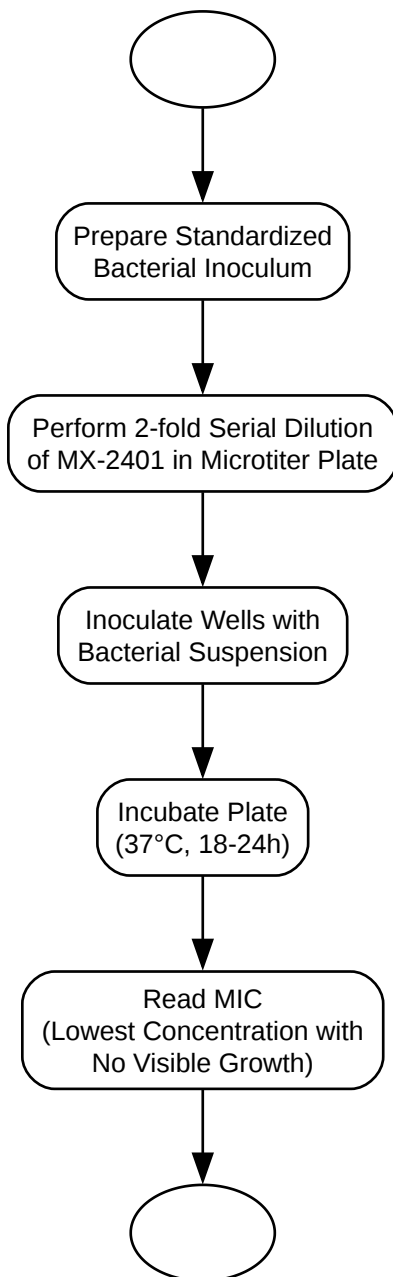 Prepare Standardized
Bacterial Inoculum
Perform 2-fold Serial Dilution
of MX-2401 in Microtiter Plate
Inoculate Wells with
Bacterial Suspension
Incubate Plate
(37°C, 18-24h)
Read MIC
(Lowest Concentration with
No Visible Growth)